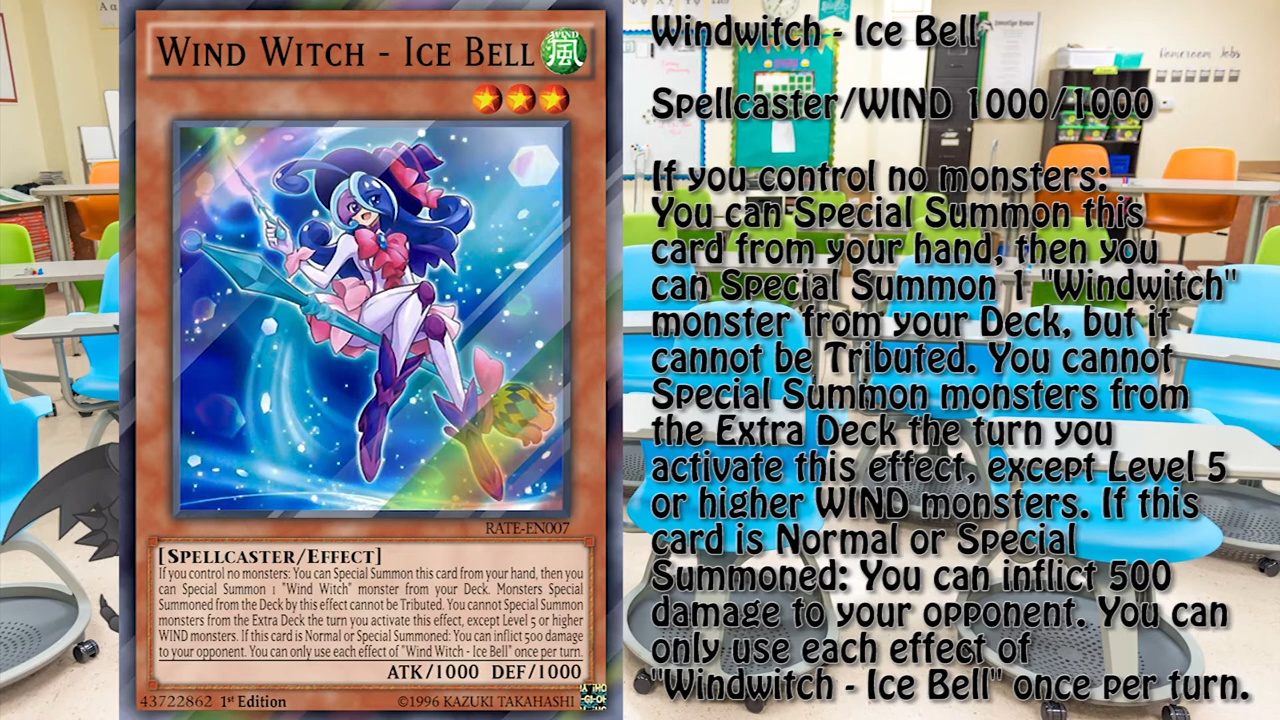 WIND WITCH - ICE BELL
WIND
風
RATE-EN007
[SPELLCASTER/EFFECT]
If you control no monsters: You can Special Summon this card from your hand, then you
can Special Summon 1 "Wind Witch" monster from your Deck. Monsters Special
Summoned from the Deck by this effect cannot be Tributed. You cannot Special Summon
monsters from the Extra Deck the turn you activate this effect, except Level 5 or higher
WIND monsters. If this card is Normal or Special Summoned: You can inflict 500 damage
to your opponent. You can only use each effect of "Wind Witch - Ice Bell" once per turn.
ATK/1000 DEF/1000
43722862 1st Edition
©1996 KAZUKI TAKAHASHI
Windwitch - Ice Bell
Spellcaster/WIND 1000/1000
If you control no monsters:
You can Special Summon this
card from your hand, then you
can Special Summon 1 "Windwitch"
monster from your Deck, but it
cannot be Tributed. You cannot
Special Summon monsters from
the Extra Deck the turn you
activate this effect, except Level 5
or higher WIND monsters. If this
card is Normal or Special
Summoned: You can inflict 500
damage to your opponent. You can
only use each effect of
"Windwitch - Ice Bell" once per turn.
Homeroom Jobs